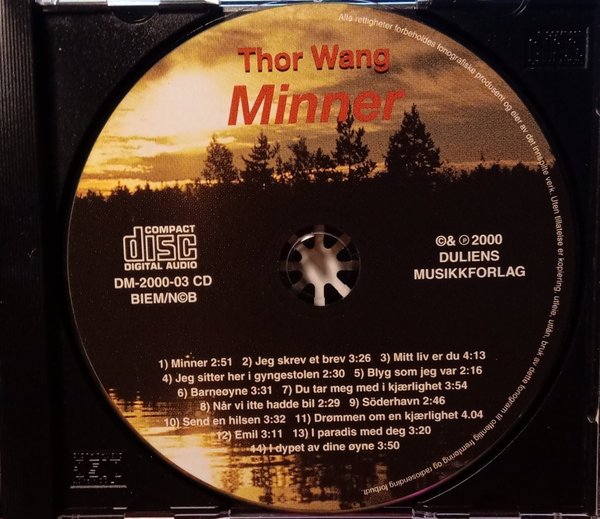 Thor Wang
Minner
COMPACT
disc
DIGITAL AUDIO
DM-2000-03 CD
BIEM/N©B
©& ℗ 2000
DULIENS
MUSIKKFORLAG
1) Minner 2:51 2) Jeg skrev et brev 3:26 3) Mitt liv er du 4:13
4) Jeg sitter her i gyngestolen 2:30 5) Blyg som jeg var 2:16
6) Barneøyne 3:31 7) Du tar meg med i kjærlighet 3:54
8) Når vi itte hadde bil 2:29 9) Söderhavn 2:46
10) Send en hilsen 3:32 11) Drømmen om en kjærlighet 4.04
12) Emil 3:11 13) I paradis med deg 3:20
14) I dypet av dine øyne 3:50
Alle rettigheter forbeholdes fonografiske produsent og eier av det innspilte verk. Uten tillatelse er kopiering, utleie, utlån, bruk av dette fonogram til offentlig fremføring og radiosending forbudt.